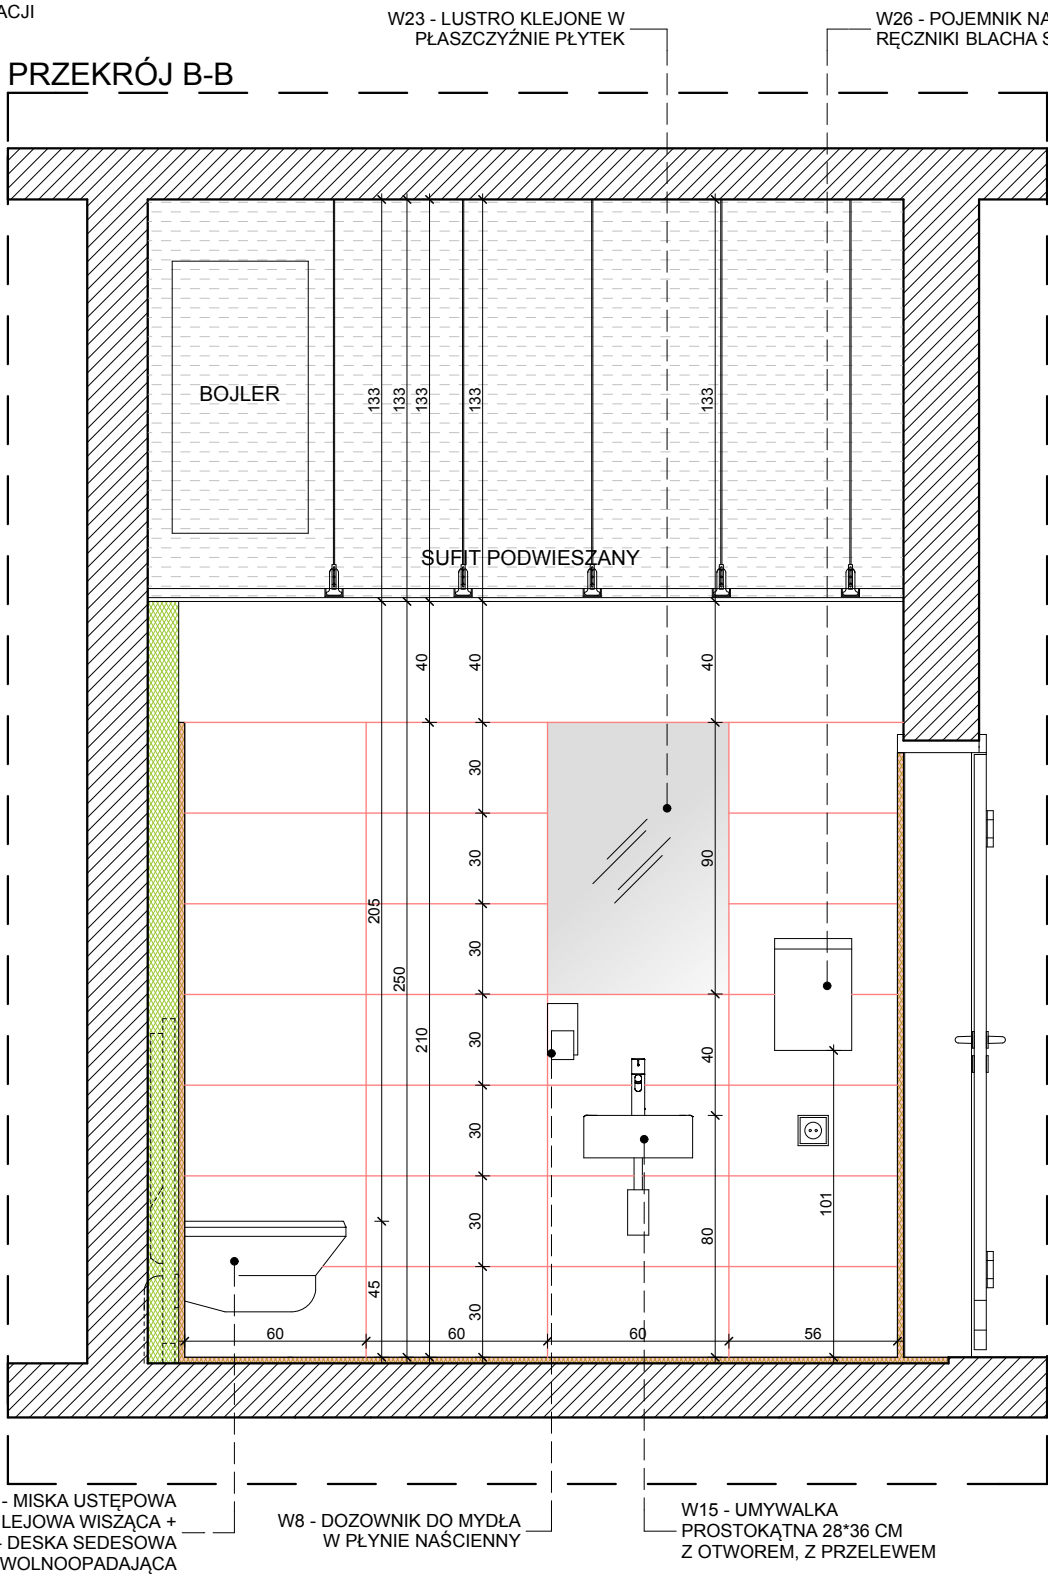 ACJI
W23 - LUSTRO KLEJONE W
PŁASZCZYŹNIE PŁYTEK
W26 - POJEMNIK NA
RĘCZNIKI BLACHA S
PRZEKRÓJ B-B
BOJLER
133
133
133
133
133
SUFIT PODWIESZANY
40
40
40
30
30
90
205
30
250
210
30
40
30
101
30
80
45
30
60
60
60
56
- MISKA USTĘPOWA
LEJOWA WISZĄCA +
- DESKA SEDESOWA
WOLNOOPADAJĄCA
W8 - DOZOWNIK DO MYDŁA
W PŁYNIE NAŚCIENNY
W15 - UMYWALKA
PROSTOKĄTNA 28*36 CM
Z OTWOREM, Z PRZELEWEM